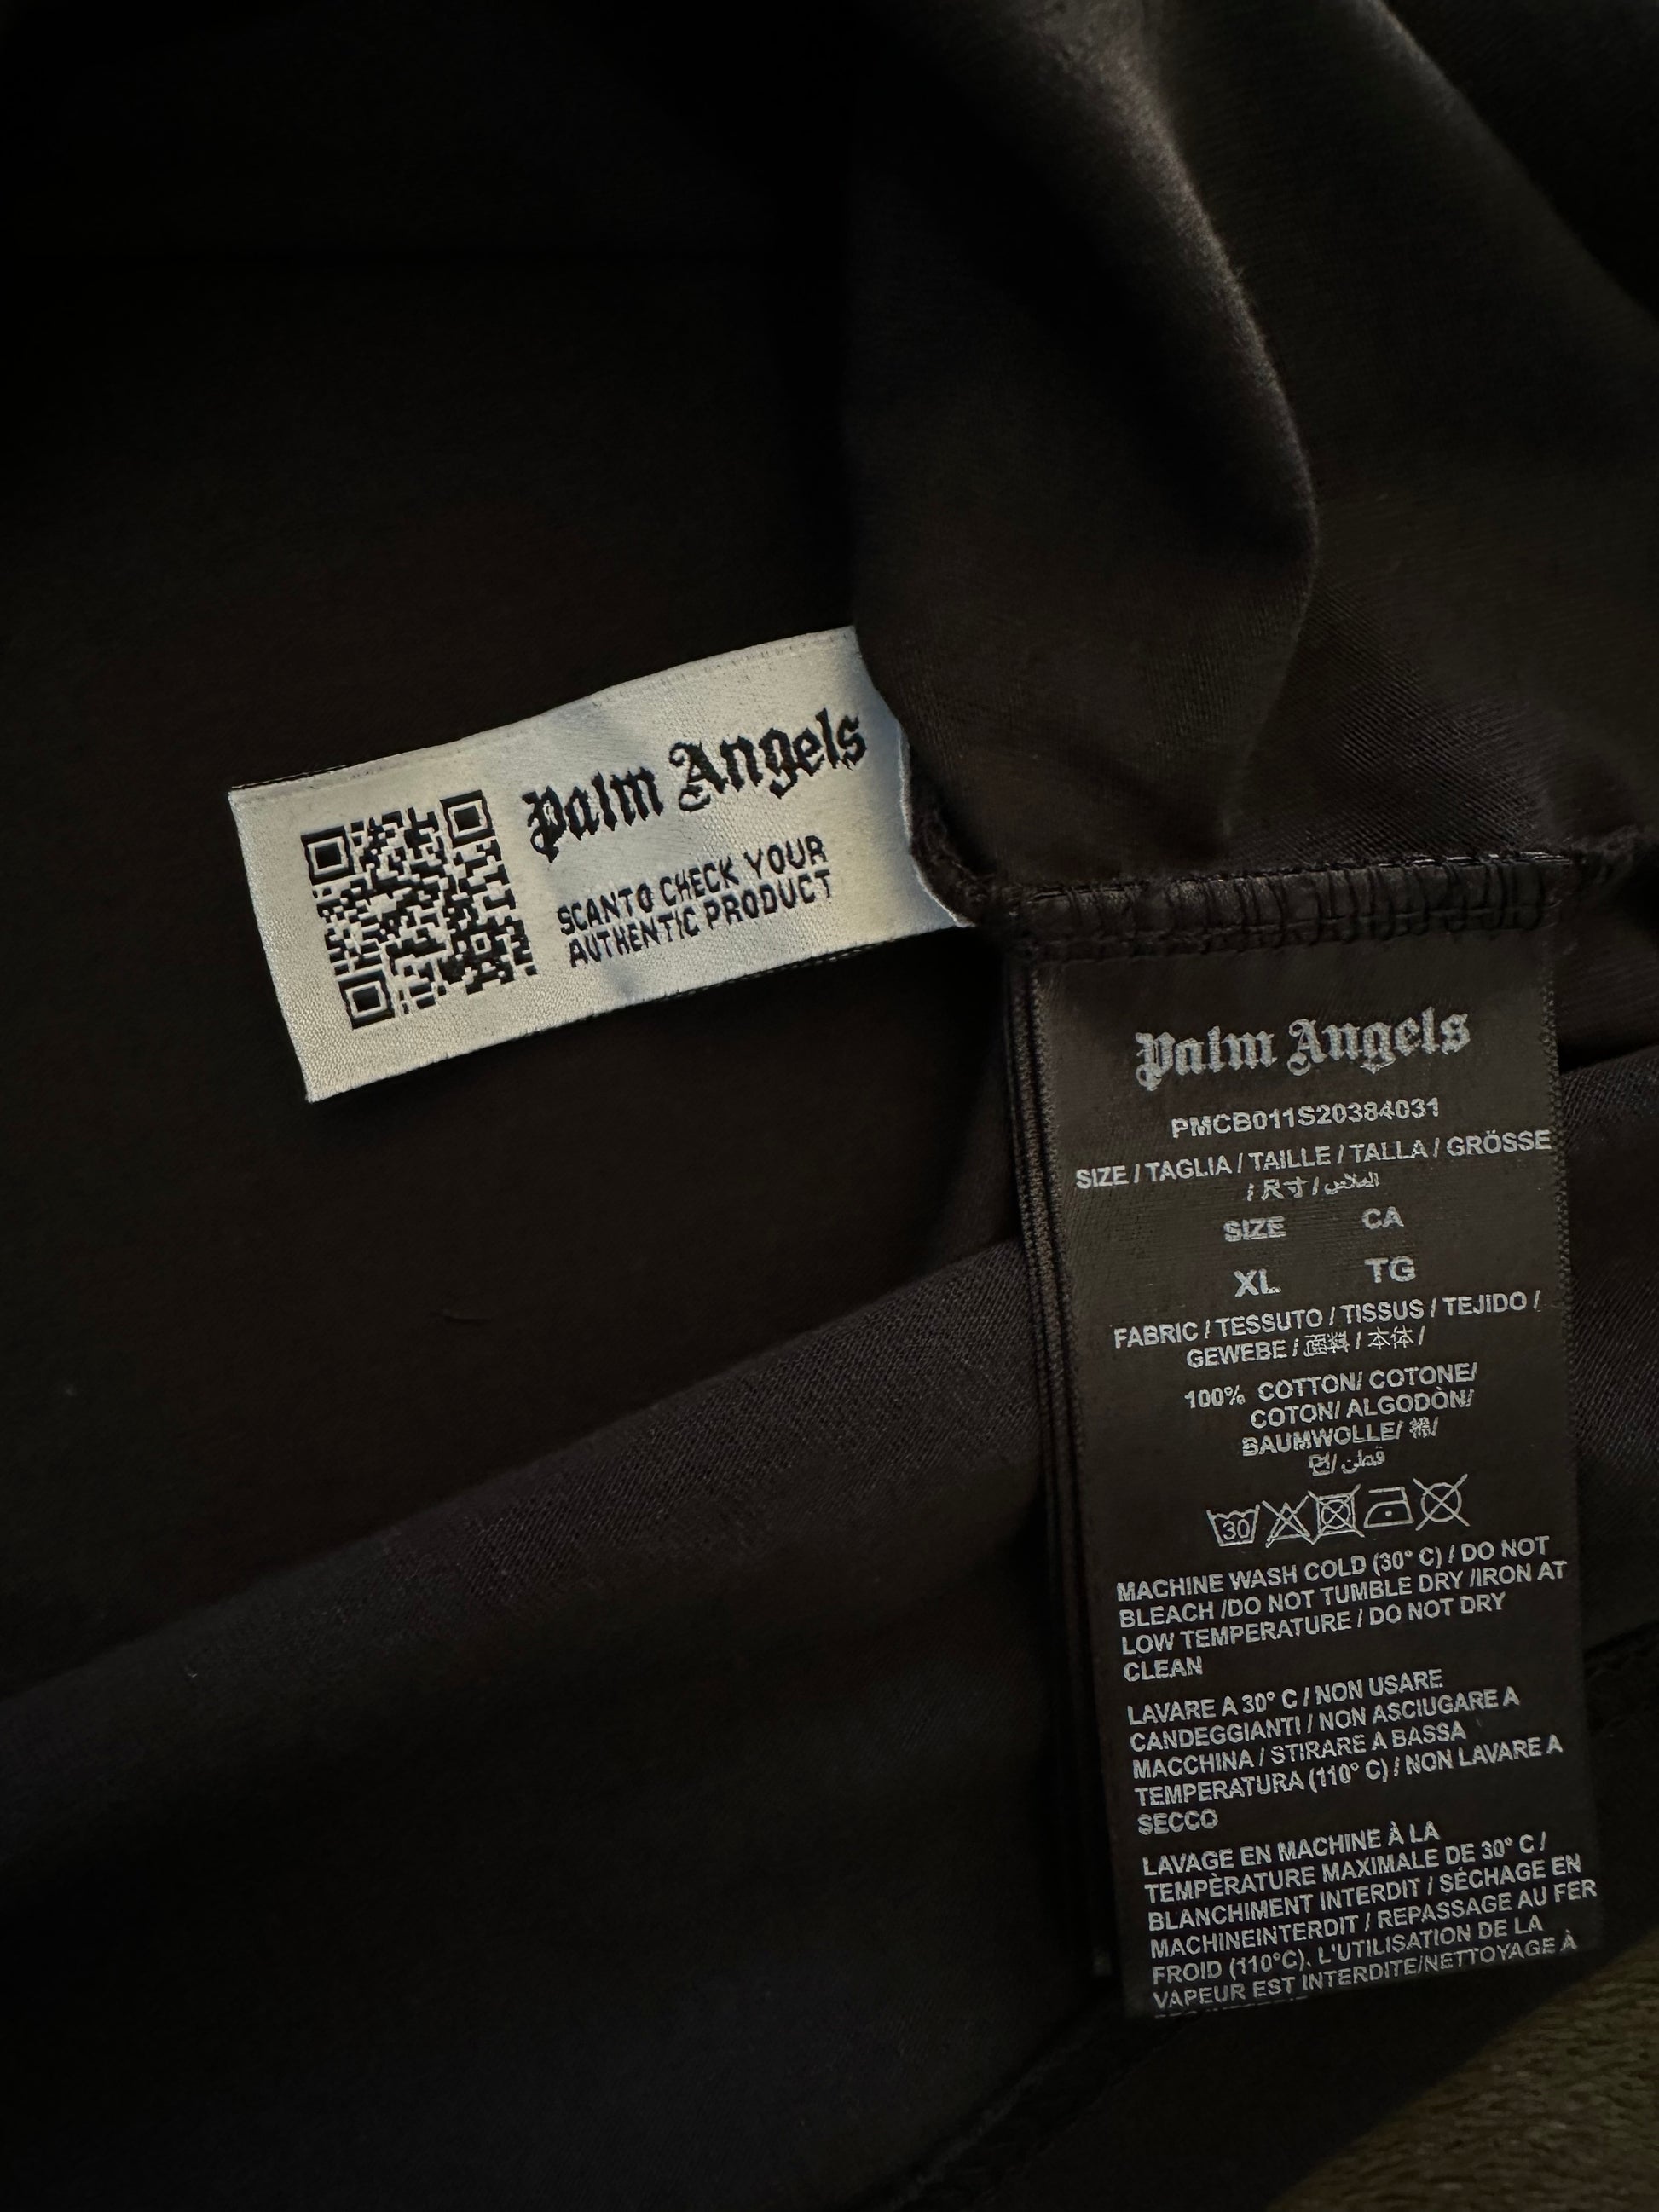 Palm Angels
SCAN TO CHECK YOUR
AUTHENTIC PRODUCT
Palm Angels
PMCB011S20384031
SIZE / TAGLIA / TAILLE / TALLA / GRÖSSE
/ 尺寸 /
SIZE CA
XL TG
FABRIC / TESSUTO / TISSUS / TEJIDO /
GEWEBE / 面料 / 本体 /
100% COTTON/ COTONE/
COTON/ ALGODÒN/
BAUMWOLLE/ 棉/
قطن
30
MACHINE WASH COLD (30° C) / DO NOT
BLEACH /DO NOT TUMBLE DRY /IRON AT
LOW TEMPERATURE / DO NOT DRY
CLEAN
LAVARE A 30° C / NON USARE
CANDEGGIANTI / NON ASCIUGARE A
MACCHINA / STIRARE A BASSA
TEMPERATURA (110° C) / NON LAVARE A
SECCO
LAVAGE EN MACHINE À LA
TEMPÈRATURE MAXIMALE DE 30° C /
BLANCHIMENT INTERDIT / SÉCHAGE EN
MACHINEINTERDIT / REPASSAGE AU FER
FROID (110°C). L'UTILISATION DE LA
VAPEUR EST INTERDITE/NETTOYAGE À